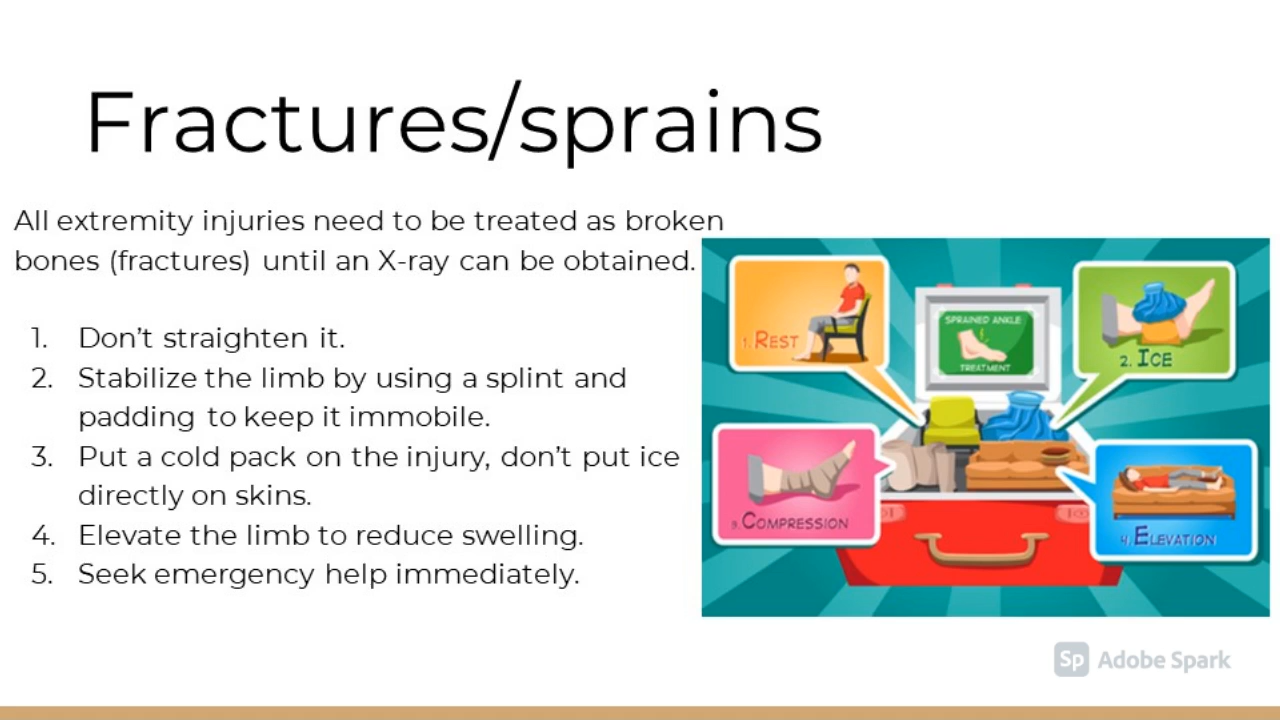 Fractures/sprains
All extremity injuries need to be treated as broken
bones (fractures) until an X-ray can be obtained.
1. Don't straighten it.
2. Stabilize the limb by using a splint and
padding to keep it immobile.
3. Put a cold pack on the injury, don't put ice
directly on skins.
4. Elevate the limb to reduce swelling.
5. Seek emergency help immediately.
1. REST
SPRAINED ANKLE
TREATMENT
2. ICE
3. COMPRESSION
4. ELEVATION
Sp Adobe Spark